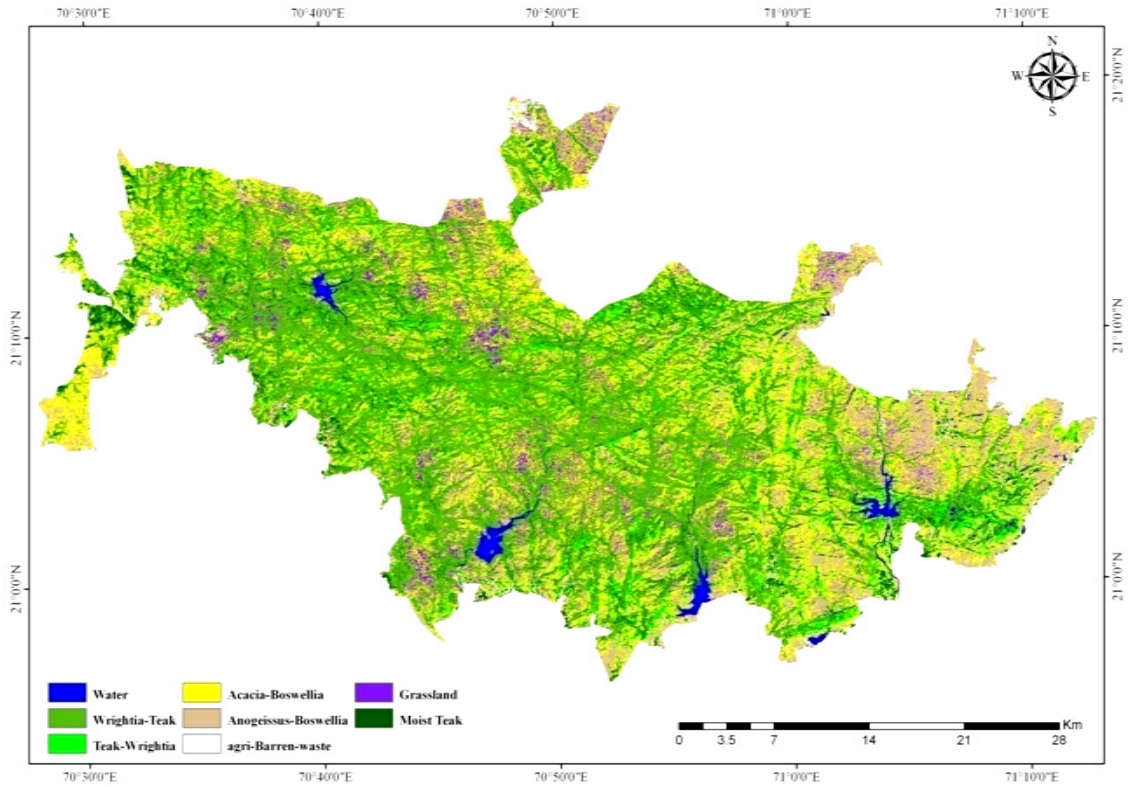 70°30'0"E 70°40'0"E 70°50'0"E 71°0'0"E 71°10'0"E
N
W E
S
21°20'0"N
21°10'0"N 21°10'0"N
21°0'0"N 21°0'0"N
Water Acacia-Boswellia Grassland
Wrightia-Teak Anogeissus-Boswellia Moist Teak
Teak-Wrightia agri-Barren-waste
Km
0 3.5 7 14 21 28
70°30'0"E 70°40'0"E 70°50'0"E 71°0'0"E 71°10'0"E